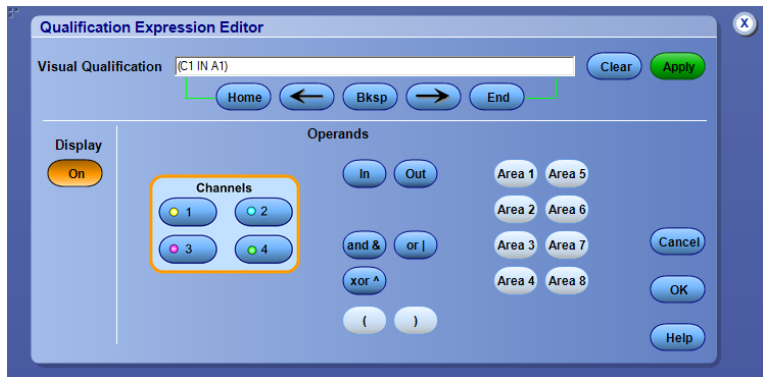 Qualification Expression Editor
X
Visual Qualification (C1 IN A1) Clear Apply
Home Bksp End
Operands
Display
On
Channels
1 2
3 4
In Out
and & or |
xor ^
( )
Area 1 Area 5
Area 2 Area 6
Area 3 Area 7
Area 4 Area 8
Cancel
OK
Help